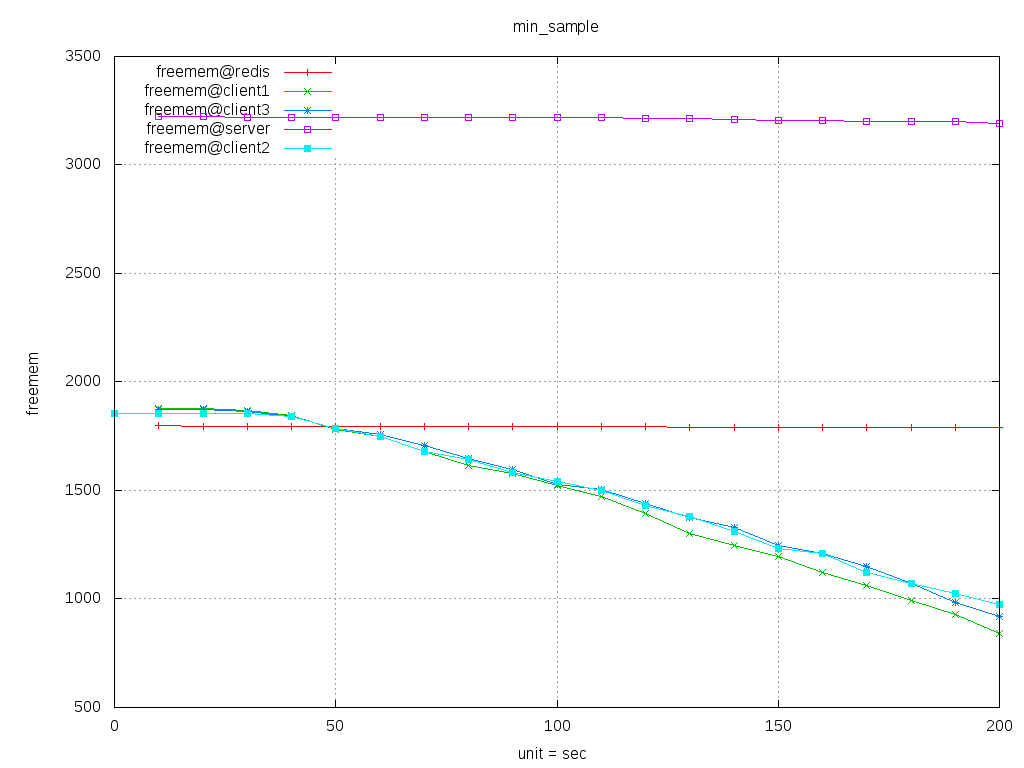 min_sample
3500
freemem@redis
freemem@client1
freemem@client3
freemem@server
freemem@client2
3000
2500
2000
freemem
1500
1000
500
0 50 100 150 200
unit = sec